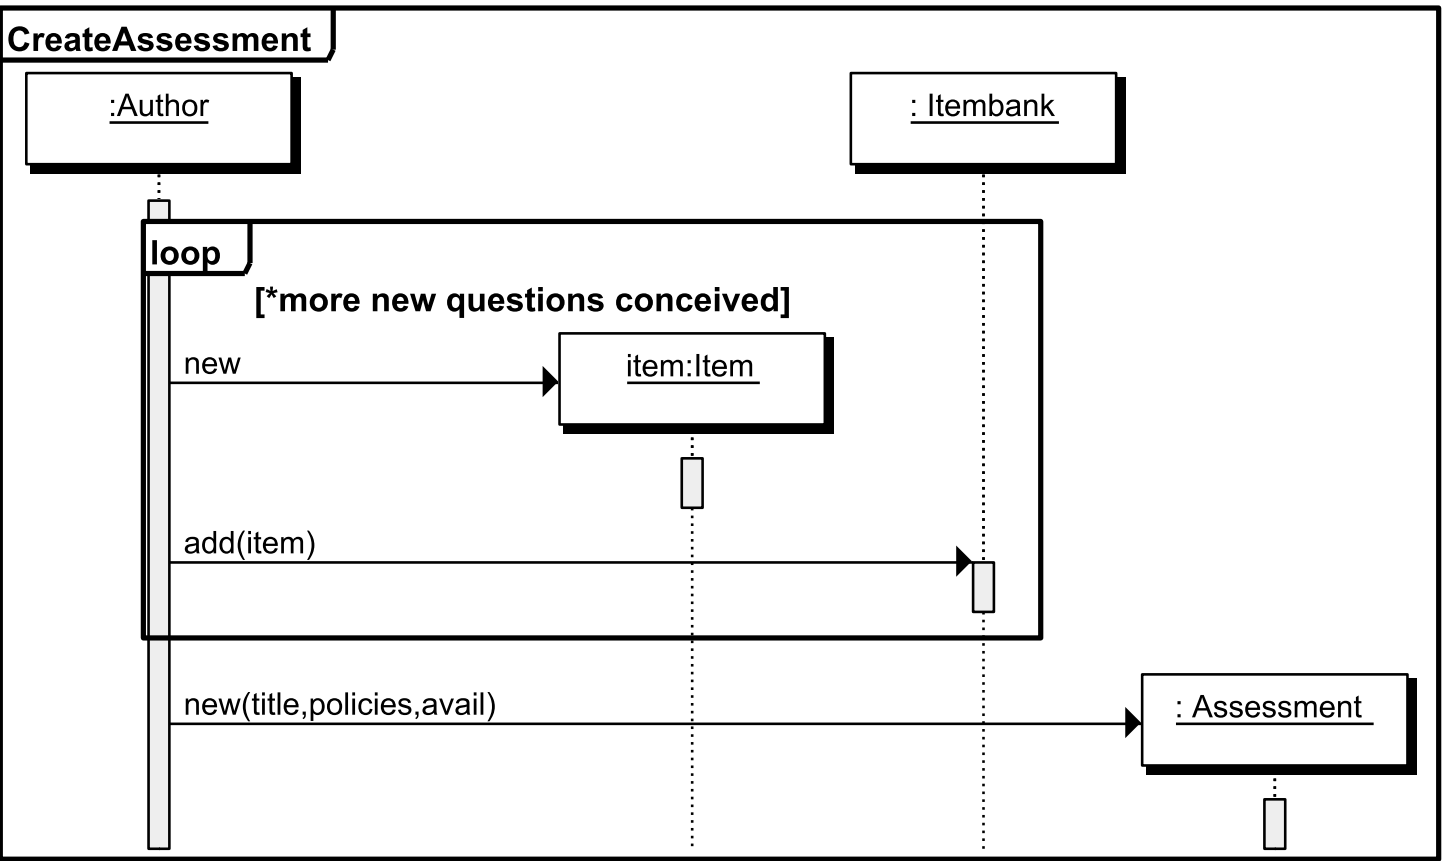 CreateAssessment
:Author
: Itembank
loop
[*more new questions conceived]
new
item:Item
add(item)
new(title,policies,avail)
: Assessment